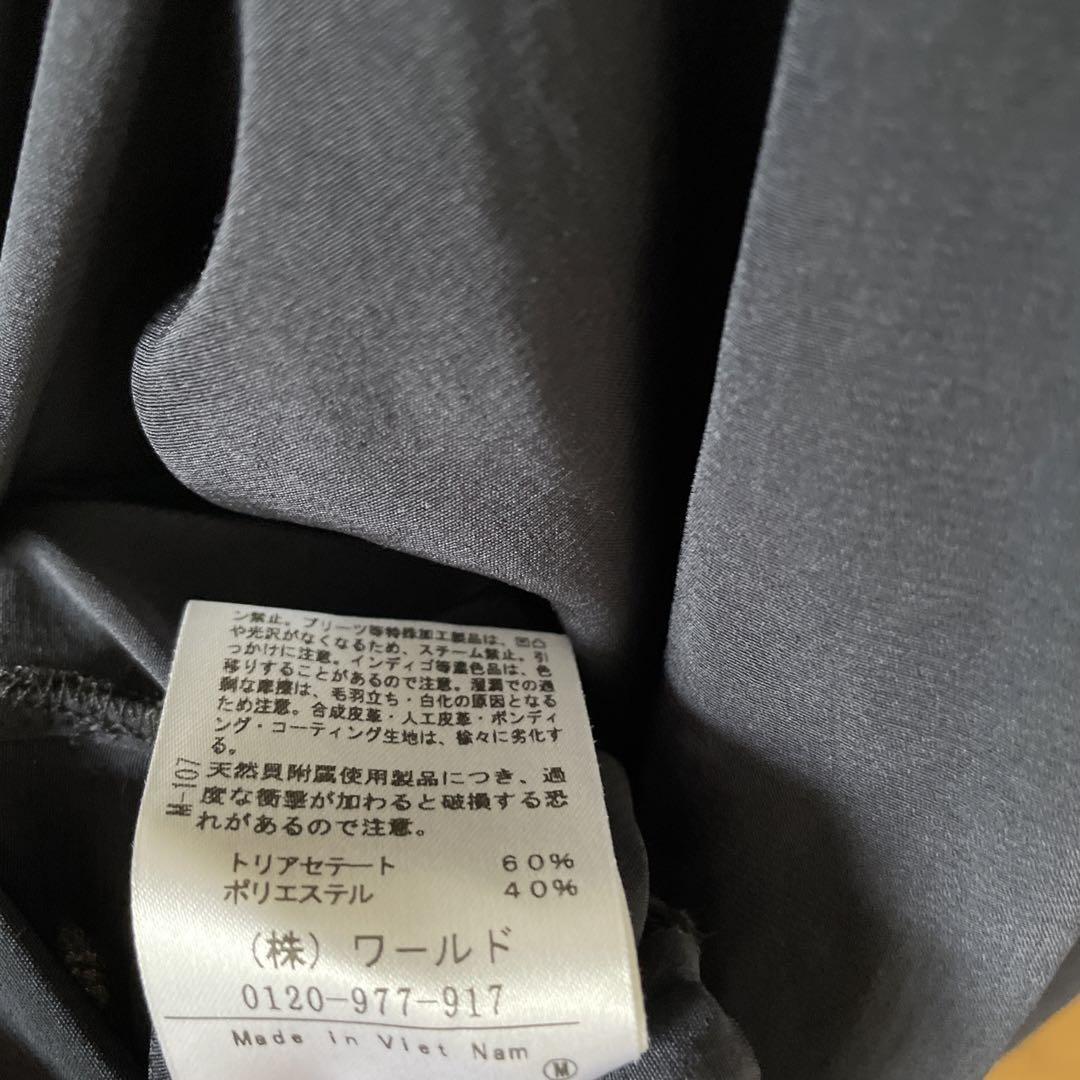 ン禁止。プリーツ等特殊加工製品は、
や光沢がなくなるため、スチーム禁止。引
っかけに注意。インディゴ等濃色品は、色
移りすることがあるので注意。湿潤での過
剰な摩擦は、毛羽立ち・白化の原因となる
ため注意。合成皮革・人工皮革・ボンディ
ング・コーティング生地は、徐々に劣化す
る。
M-107
天然貝附属使用製品につき、過
度な衝撃が加わると破損する恐
れがあるので注意。
トリアセテート 60%
ポリエステル 40%
(株) ワールド
0120-977-917
Made in Viet Nam
Ⓜ